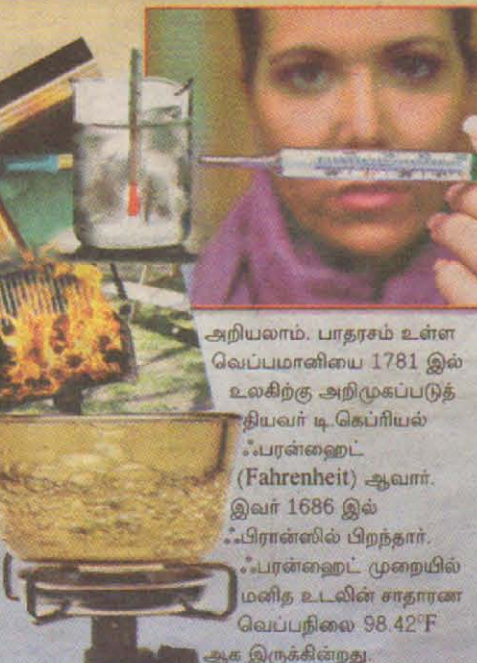 அறியலாம். பாதரசம் உள்ள
வெப்பமானியை 1781 இல்
உலகிற்கு அறிமுகப்படுத்
தியவர் டி.கெப்ரியல்
ஃபரன்ஹைட்
(Fahrenheit) ஆவார்.
இவர் 1686 இல்
ஃபிரான்ஸில் பிறந்தார்.
ஃபரன்ஹைட் முறையில்
மனித உடலின் சாதாரண
வெப்பநிலை 98.42°F
ஆக இருக்கின்றது.